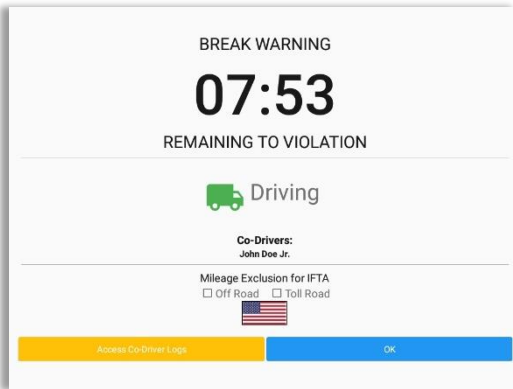 BREAK WARNING
07:53
REMAINING TO VIOLATION
Driving
Co-Drivers:
John Doe Jr.
Mileage Exclusion for IFTA
Off Road Toll Road
Access Co-Driver Logs OK